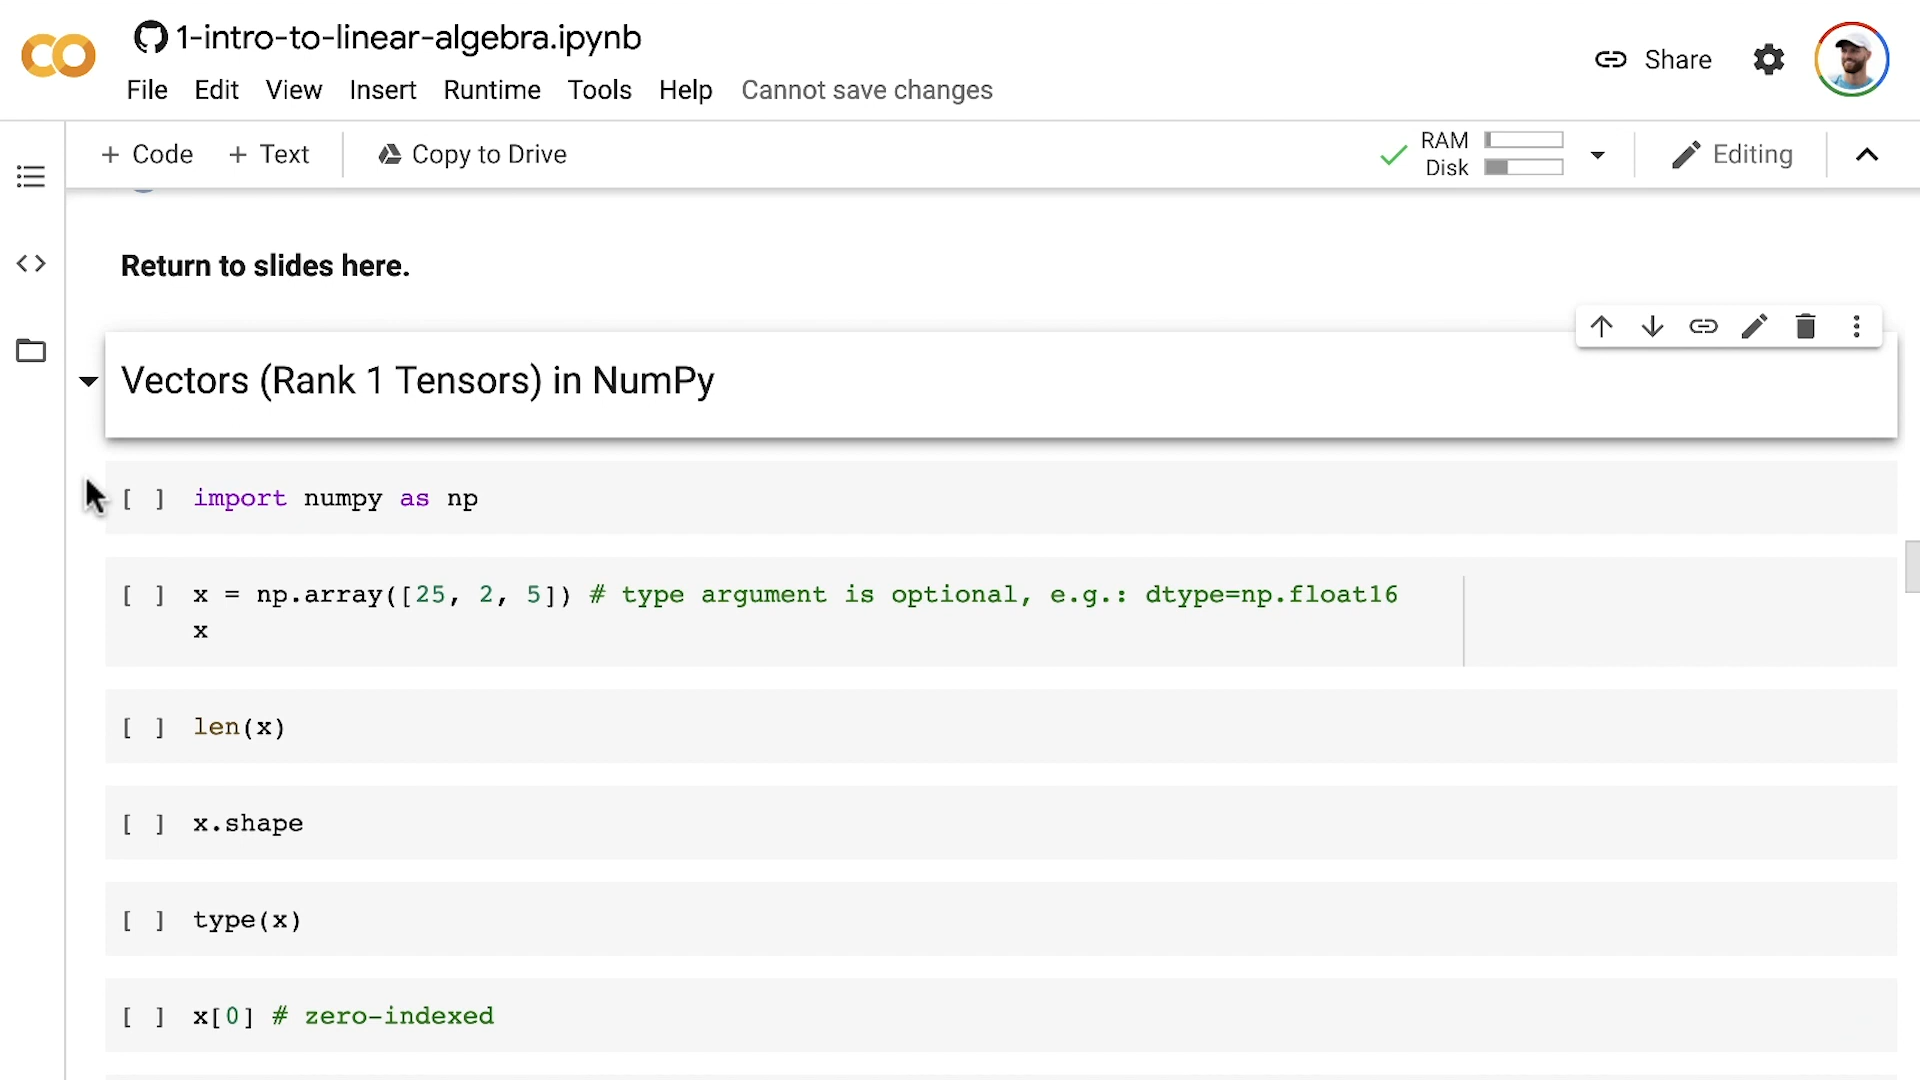 1-intro-to-linear-algebra.ipynb
File Edit View Insert Runtime Tools Help Cannot save changes
Share
+ Code + Text Copy to Drive
RAM
Disk
Editing
Return to slides here.
Vectors (Rank 1 Tensors) in NumPy
[ ] import numpy as np
[ ] x = np.array([25, 2, 5]) # type argument is optional, e.g.: dtype=np.float16
x
[ ] len(x)
[ ] x.shape
[ ] type(x)
[ ] x[0] # zero-indexed